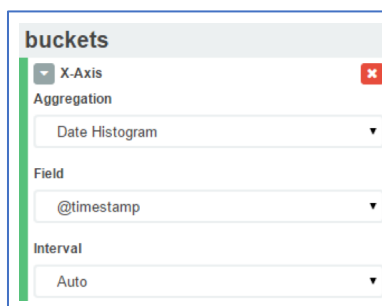 buckets
X-Axis
Aggregation
Date Histogram
Field
@timestamp
Interval
Auto